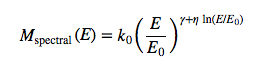 M_spectral (E) = k_0 (E/E_0)^{γ+η ln(E/E_0)}